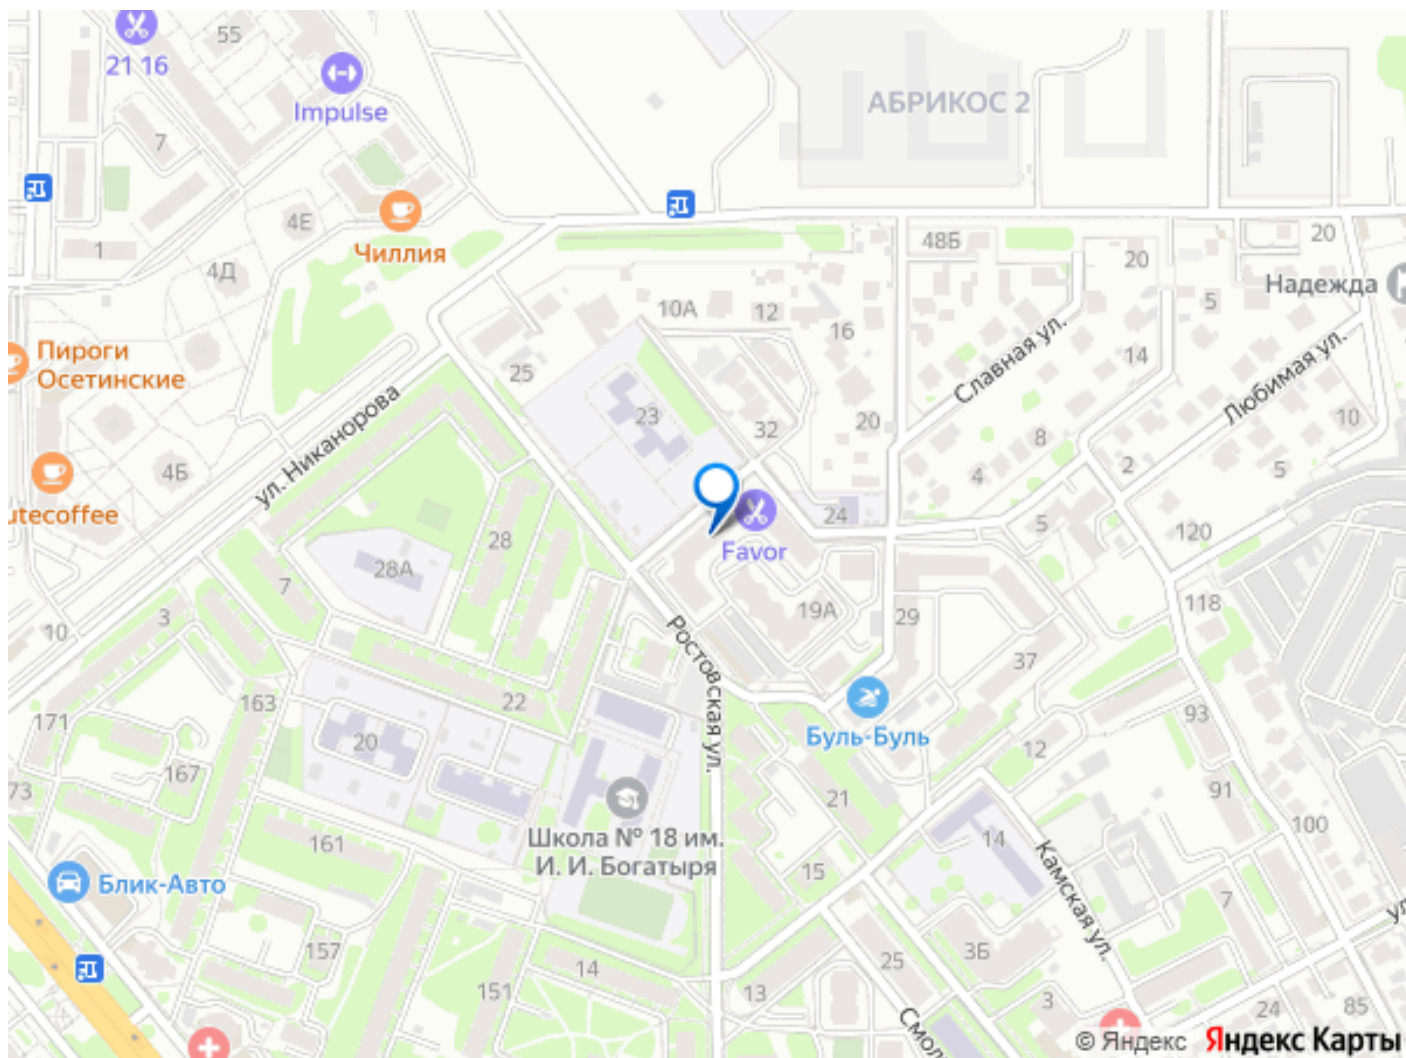 55
21 16
Impulse
АБРИКОС 2
7
4Е
48Б
20
20
1
Чиллия
4Д
Надежда
5
10А
12
16
Славная ул.
14
Любимая ул.
Пироги
Осетинские
25
ул. Никанорова
23
32
20
8
10
4Б
4
2
5
utecoffee
28
24
5
120
Favor
28А
7
19А
118
3
29
10
Ростовская ул.
37
22
163
171
93
20
Буль-Буль
12
167
73
21
91
Школа № 18 им.
И. И. Богатыря
14
100
161
15
Камская ул.
Блик-Авто
7
ул
157
3Б
25
14
151
13
3
24
85
Смол
© Яндекс Яндекс Карты